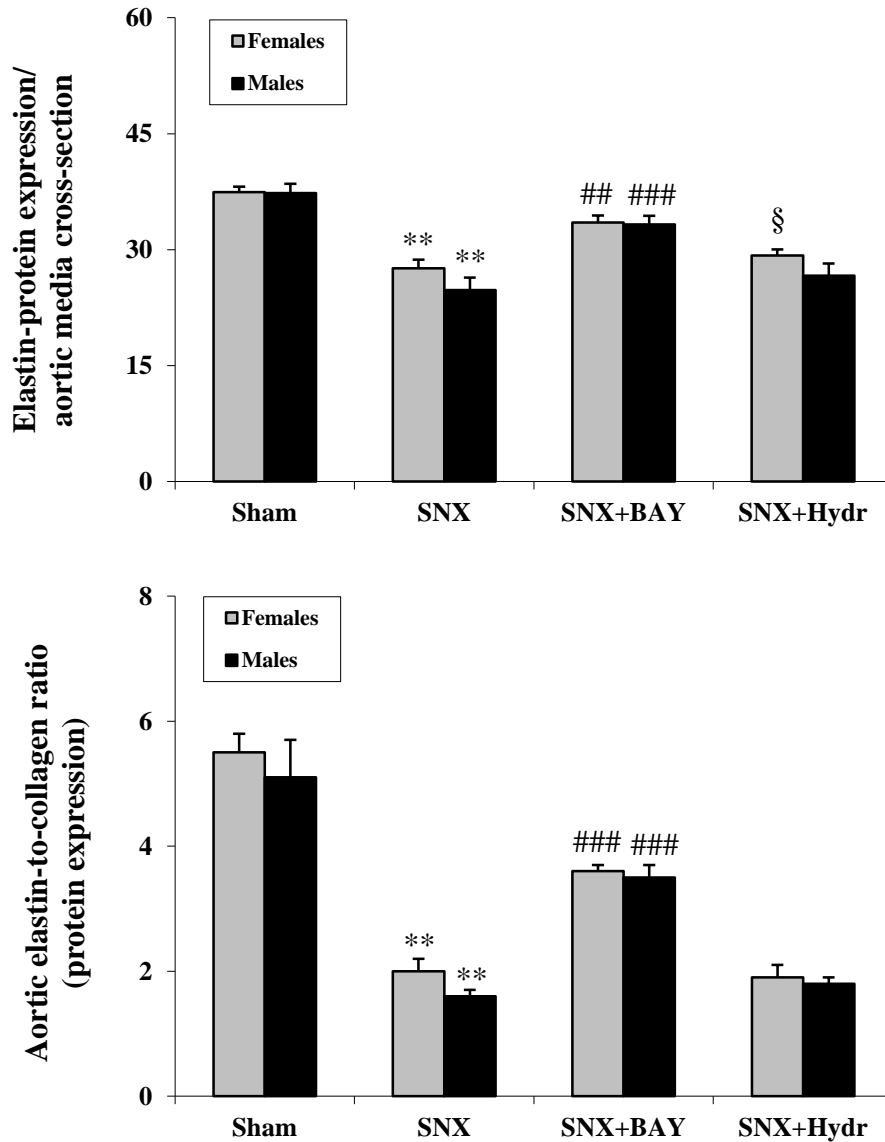 Elastin-protein expression/
aortic media cross-section
60
45
30
15
0
Females
Males
** **
## ###
§
Sham SNX SNX+BAY SNX+Hydr
Aortic elastin-to-collagen ratio
(protein expression)
8
6
4
2
0
Females
Males
** **
### ###
Sham SNX SNX+BAY SNX+Hydr